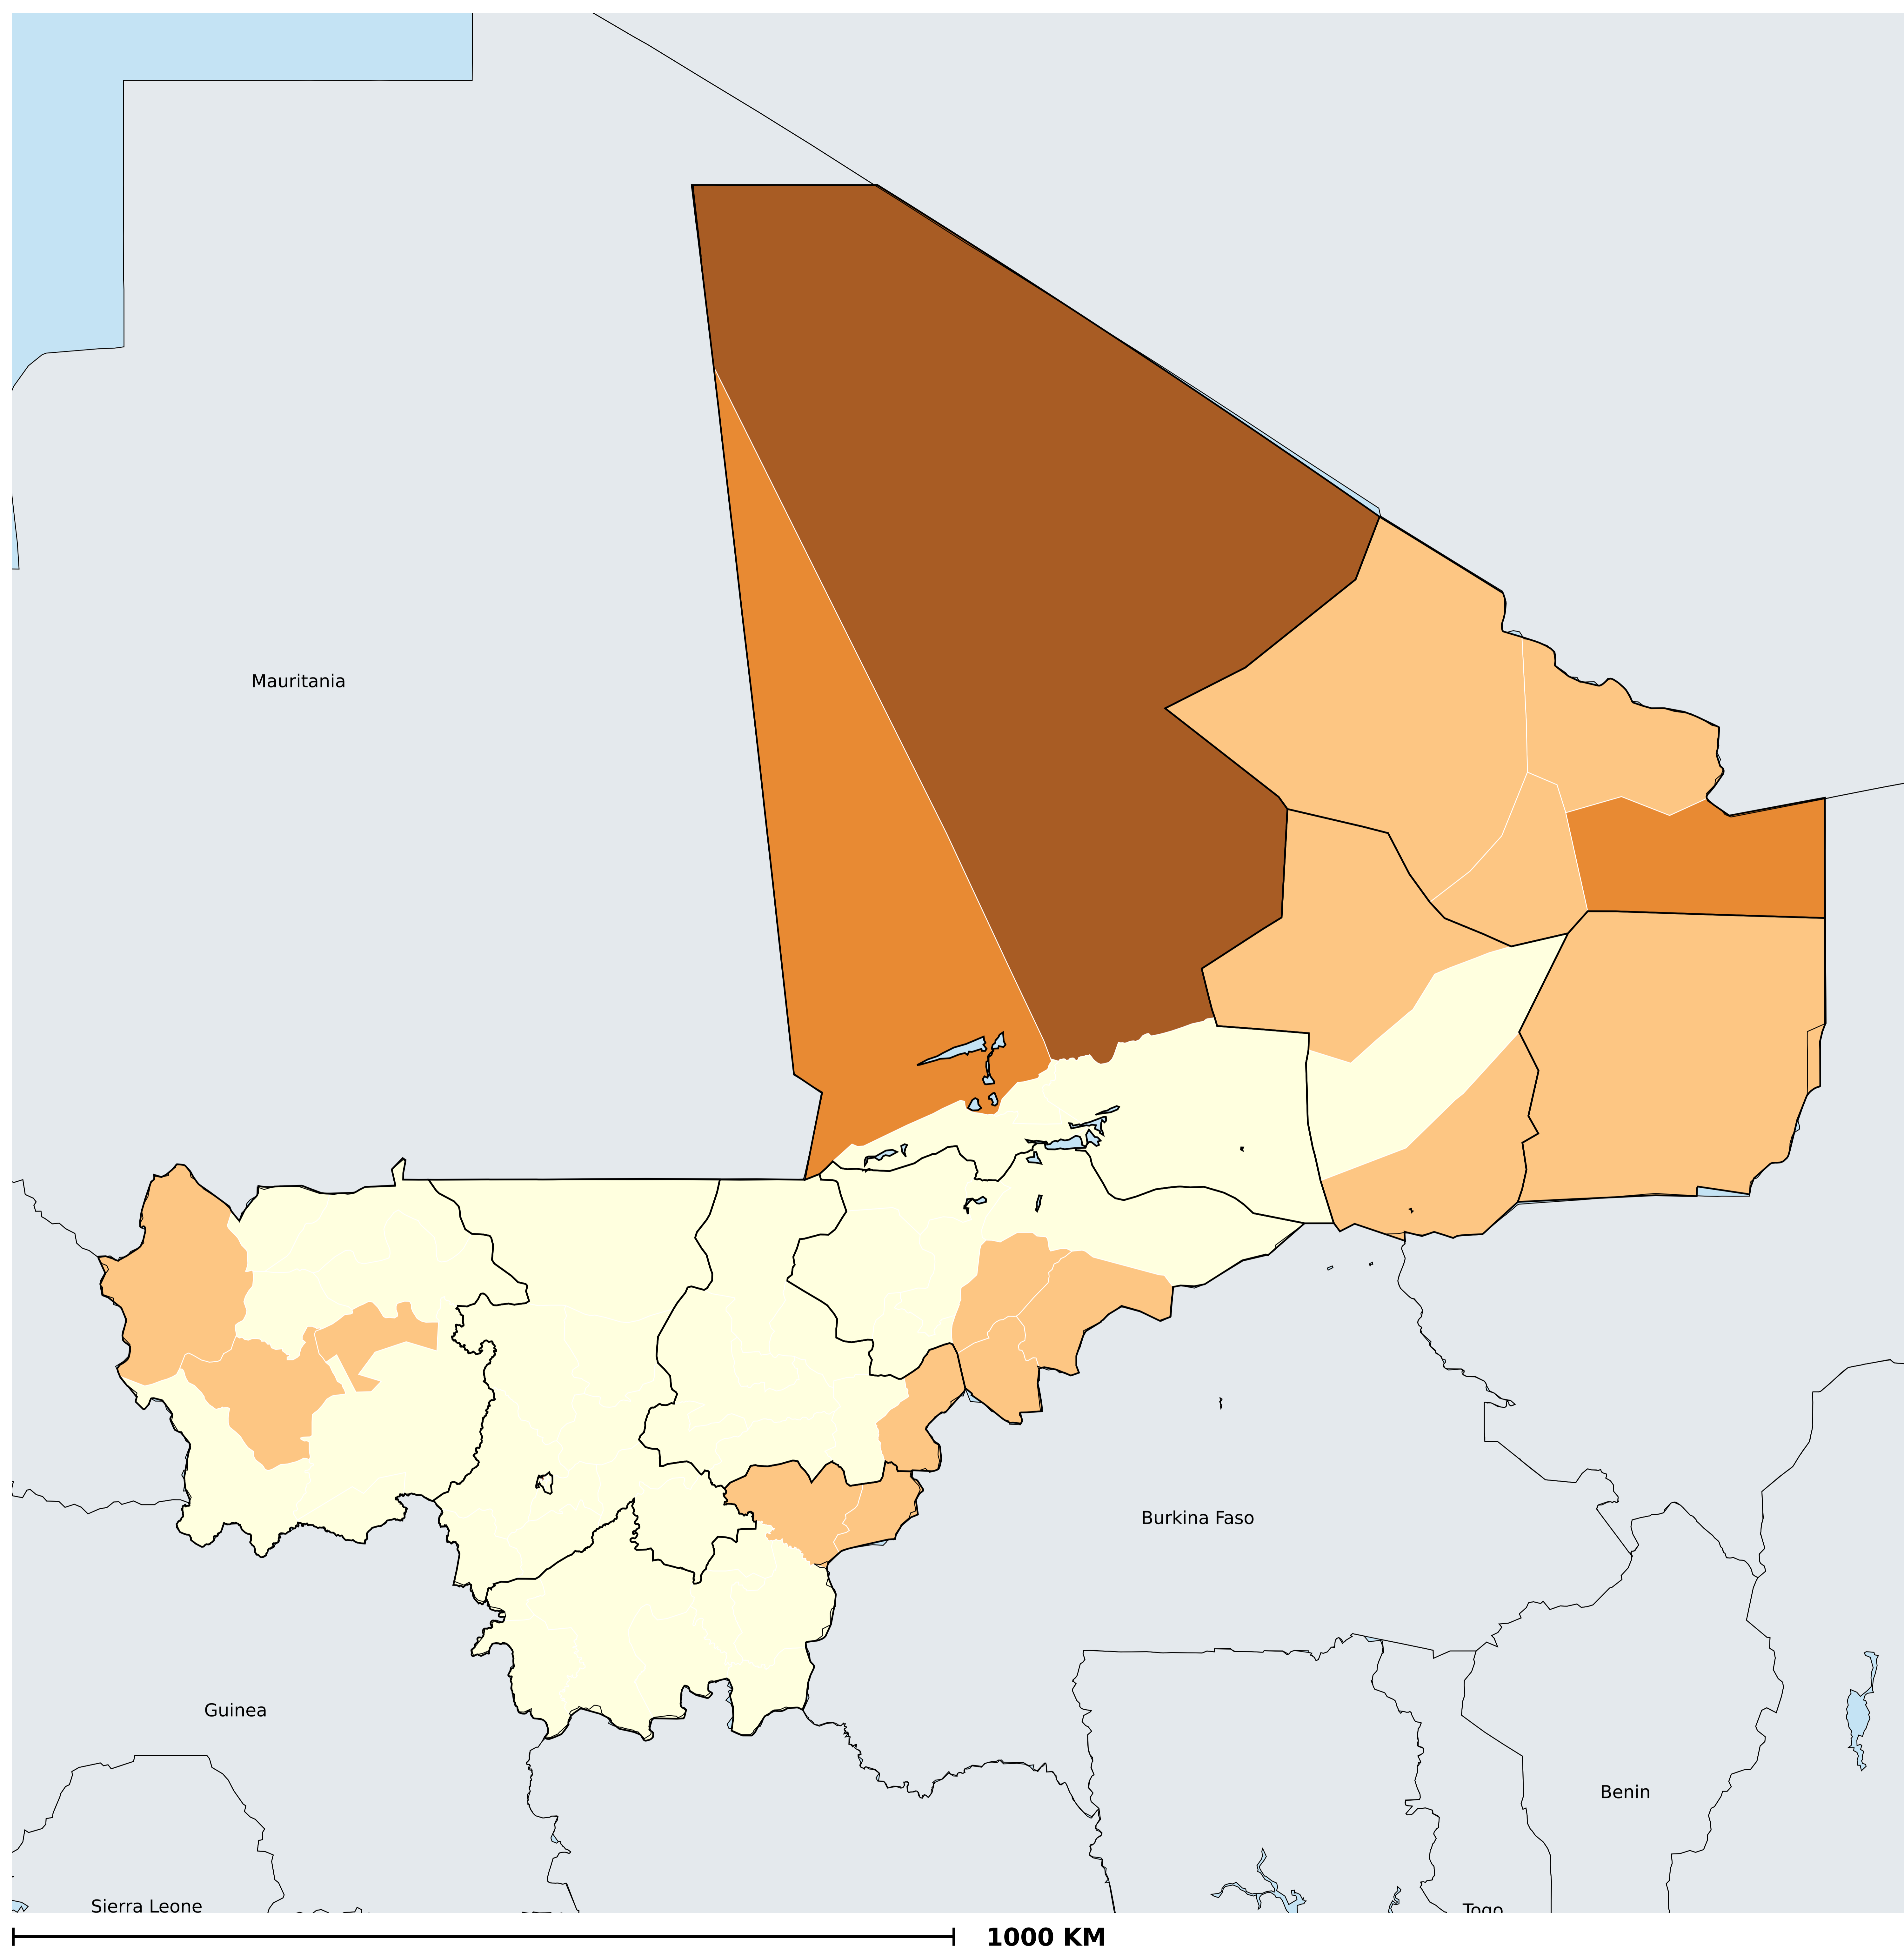 Mauritania
Burkina Faso
Guinea
Benin
Sierra Leone
Togo
1000 KM